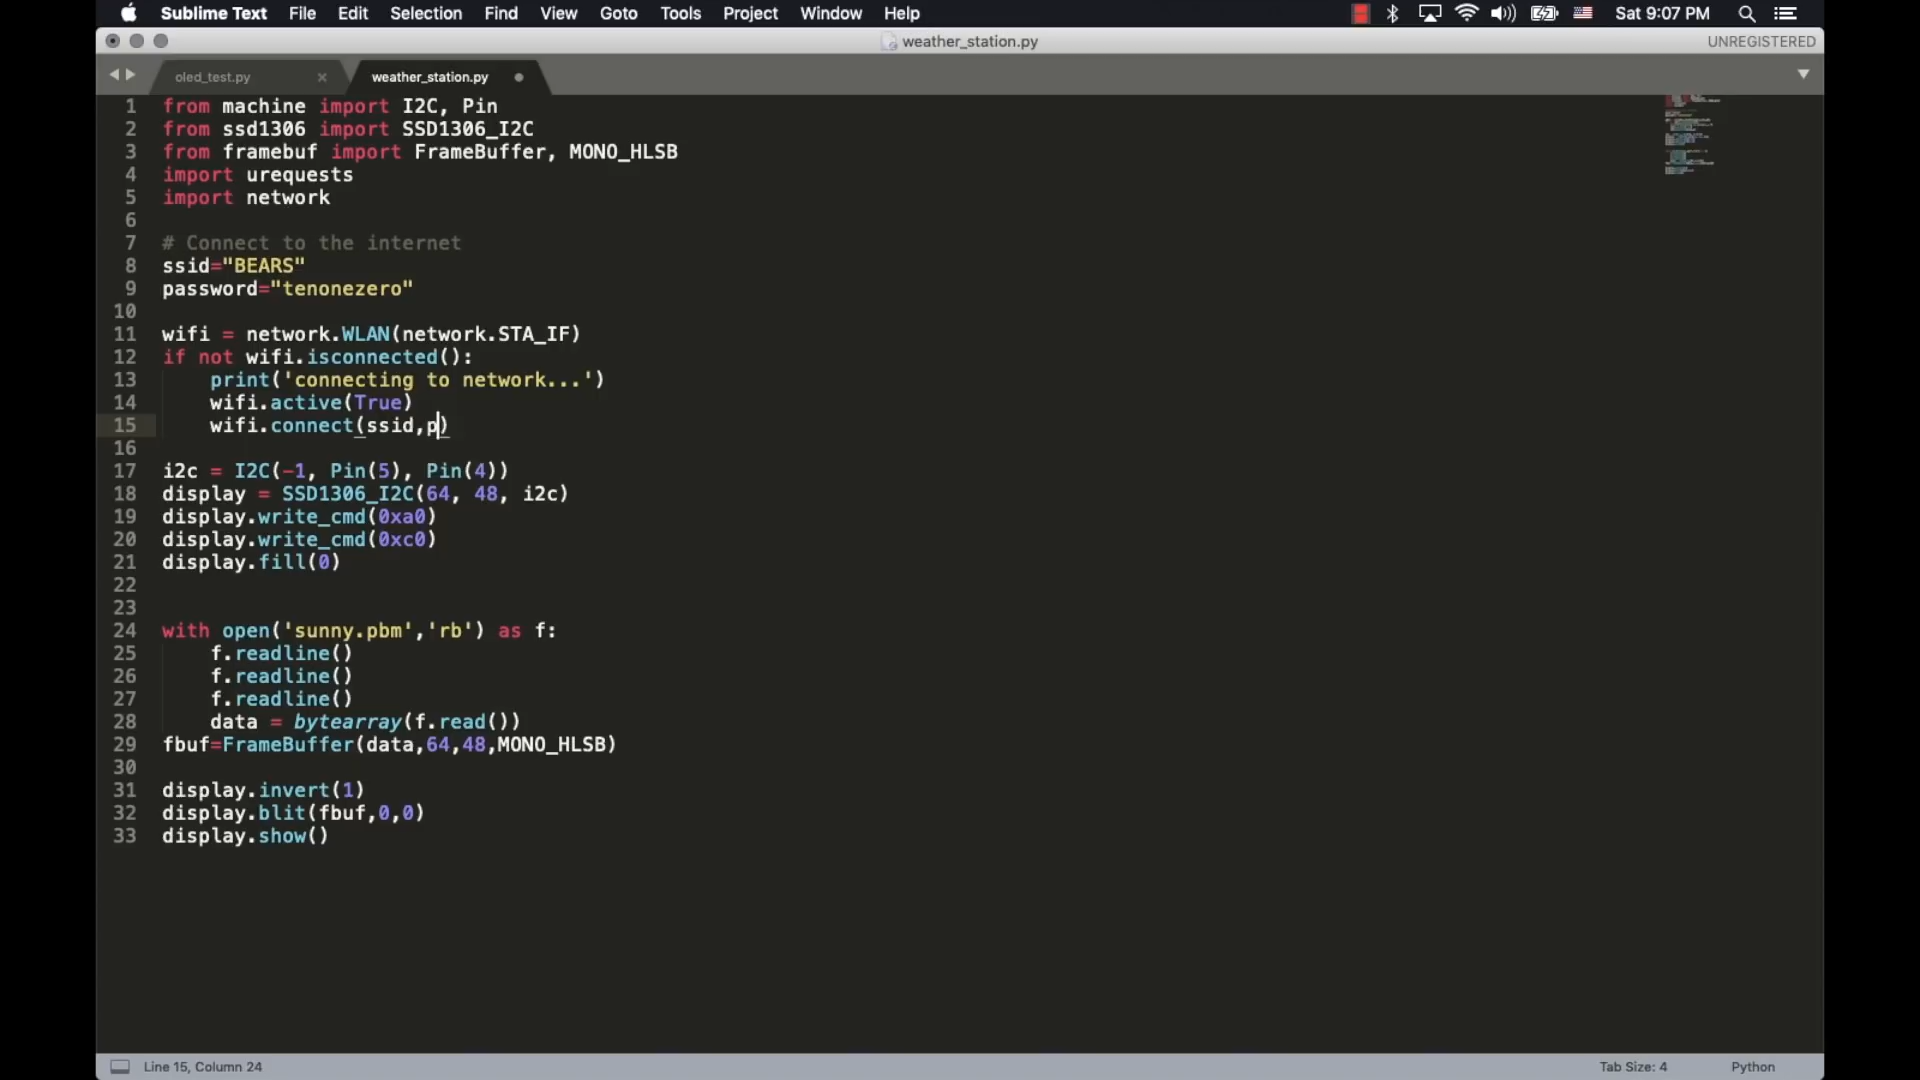 Sublime Text File Edit Selection Find View Goto Tools Project Window Help Sat 9:07 PM
weather_station.py UNREGISTERED
oled_test.py × weather_station.py
1 from machine import I2C, Pin
2 from ssd1306 import SSD1306_I2C
3 from framebuf import FrameBuffer, MONO_HLSB
4 import urequests
5 import network
6
7 # Connect to the internet
8 ssid="BEARS"
9 password="tenonezero"
10
11 wifi = network.WLAN(network.STA_IF)
12 if not wifi.isconnected():
13     print('connecting to network...')
14     wifi.active(True)
15     wifi.connect(ssid,p)
16
17 i2c = I2C(-1, Pin(5), Pin(4))
18 display = SSD1306_I2C(64, 48, i2c)
19 display.write_cmd(0xa0)
20 display.write_cmd(0xc0)
21 display.fill(0)
22
23
24 with open('sunny.pbm','rb') as f:
25     f.readline()
26     f.readline()
27     f.readline()
28     data = bytearray(f.read())
29 fbuf=FrameBuffer(data,64,48,MONO_HLSB)
30
31 display.invert(1)
32 display.blit(fbuf,0,0)
33 display.show()
Line 15, Column 24 Tab Size: 4 Python